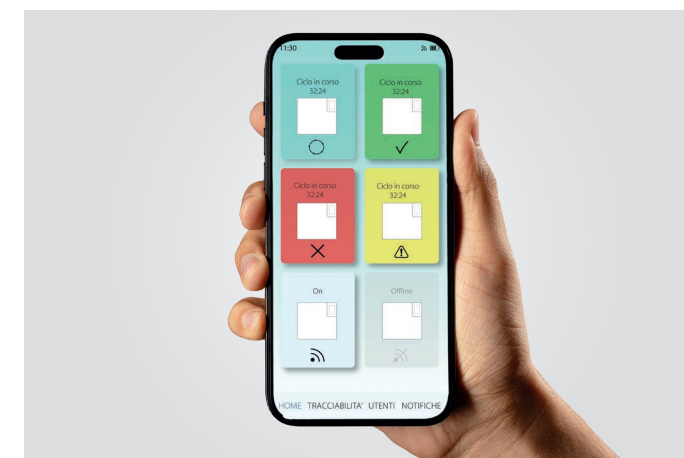 11:30
Ciclo in corso
32:24
Ciclo in corso
32:24
Ciclo in corso
32:24
Ciclo in corso
32:24
On
Offline
HOME TRACCIABILITA' UTENTI NOTIFICHE